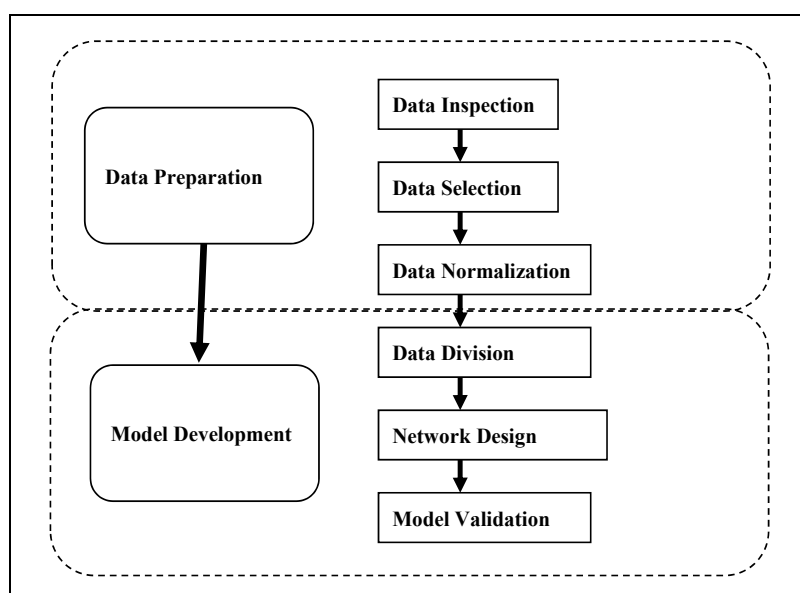 Data Preparation
Data Inspection
Data Selection
Data Normalization
Model Development
Data Division
Network Design
Model Validation